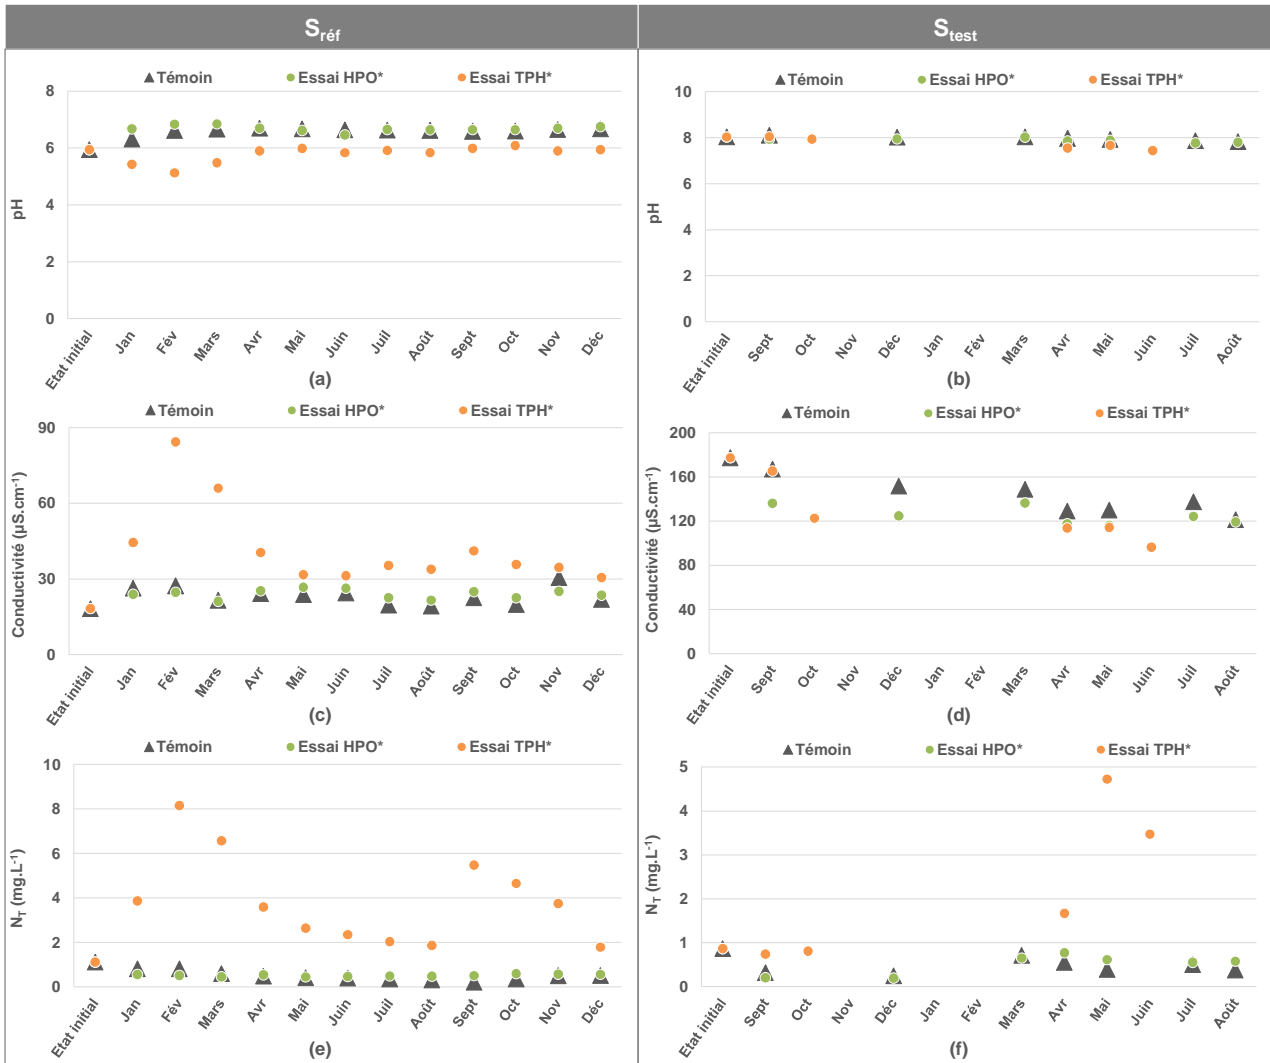 S réf
S test
Témoin Essai HPO* Essai TPH*
8
6
4
2
0
pH
Etat initial Jan Fév Mars Avr Mai Juin Juil Août Sept Oct Nov Déc
(a)
Témoin Essai HPO* Essai TPH*
10
8
6
4
2
0
pH
Etat initial Sept Oct Nov Déc Jan Fév Mars Avr Mai Juin Juil Août
(b)
Témoin Essai HPO* Essai TPH*
90
60
30
0
Conductivité (µS.cm⁻¹)
Etat initial Jan Fév Mars Avr Mai Juin Juil Août Sept Oct Nov Déc
(c)
Témoin Essai HPO* Essai TPH*
200
160
120
80
40
0
Conductivité (µS.cm⁻¹)
Etat initial Sept Oct Nov Déc Jan Fév Mars Avr Mai Juin Juil Août
(d)
Témoin Essai HPO* Essai TPH*
10
8
6
4
2
0
N_T (mg.L⁻¹)
Etat initial Jan Fév Mars Avr Mai Juin Juil Août Sept Oct Nov Déc
(e)
Témoin Essai HPO* Essai TPH*
5
4
3
2
1
0
N_T (mg.L⁻¹)
Etat initial Sept Oct Nov Déc Jan Fév Mars Avr Mai Juin Juil Août
(f)